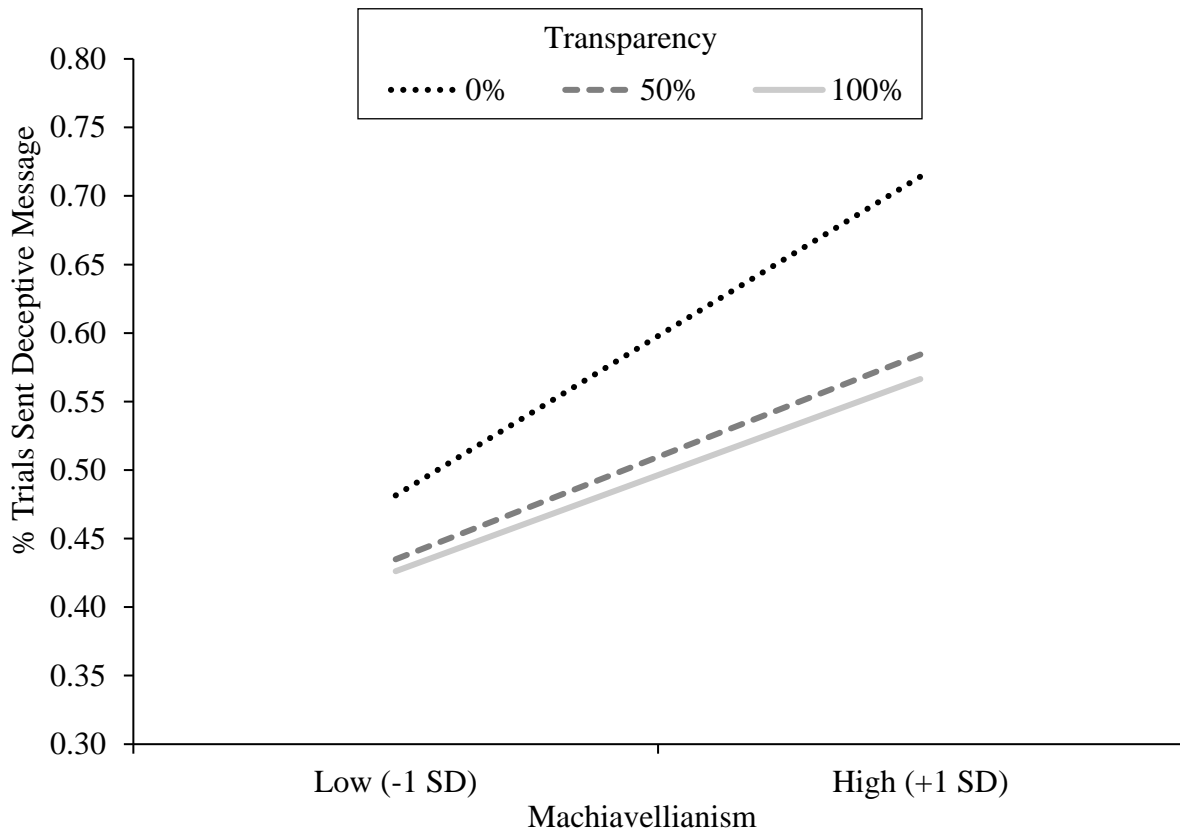 Transparency
0% 50% 100%
% Trials Sent Deceptive Message
0.80
0.75
0.70
0.65
0.60
0.55
0.50
0.45
0.40
0.35
0.30
Low (-1 SD) High (+1 SD)
Machiavellianism